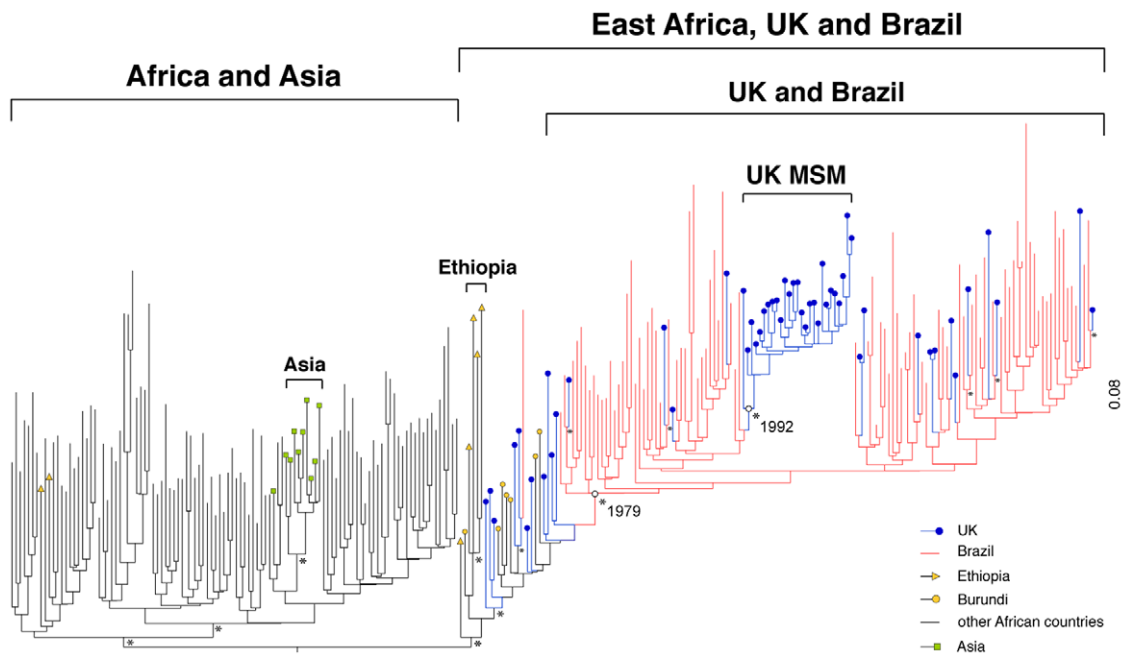 East Africa, UK and Brazil
Africa and Asia
UK and Brazil
UK MSM
Ethiopia
Asia
*
*
*
*
*
0.08
* 1992
* 1979
*
*
*
*
*
*
*
UK
Brazil
Ethiopia
Burundi
other African countries
Asia